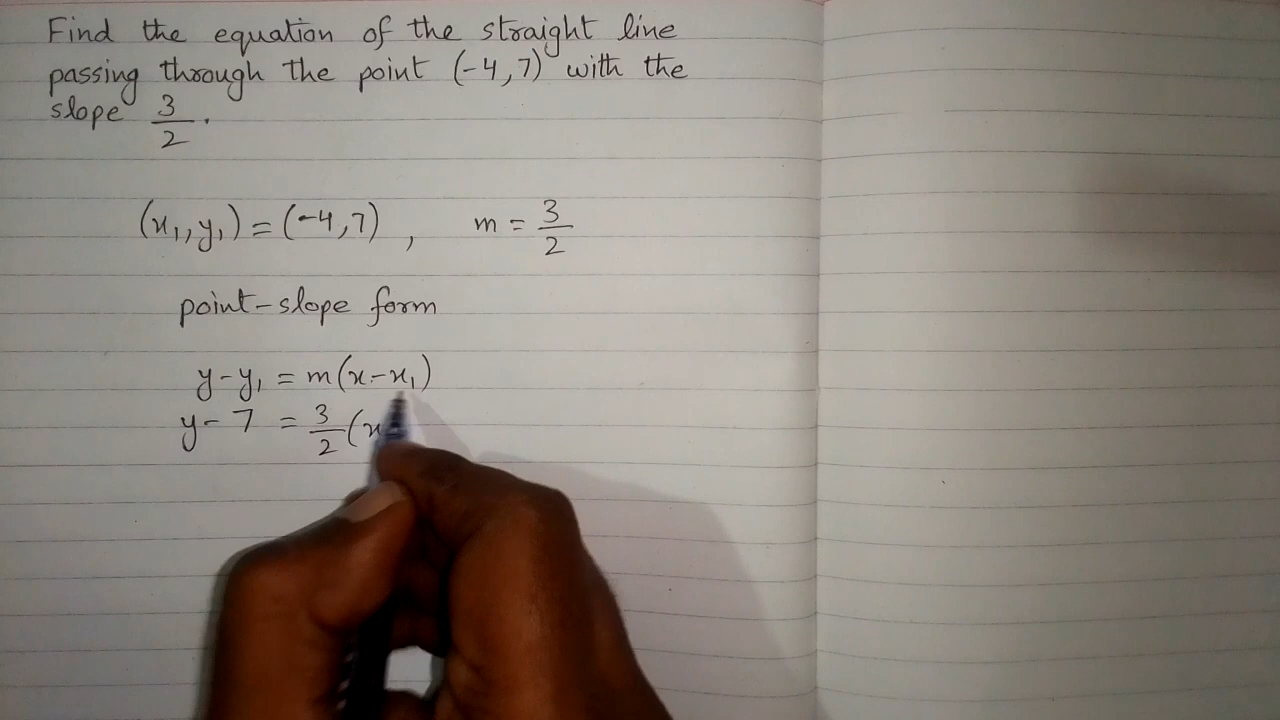 Find the equation of the straight line
passing through the point (-4,7) with the
slope 3/2.
(x₁,y₁) = (-4,7) , m = 3/2
point-slope form
y-y₁ = m(x-x₁)
y-7 = 3/2 (x